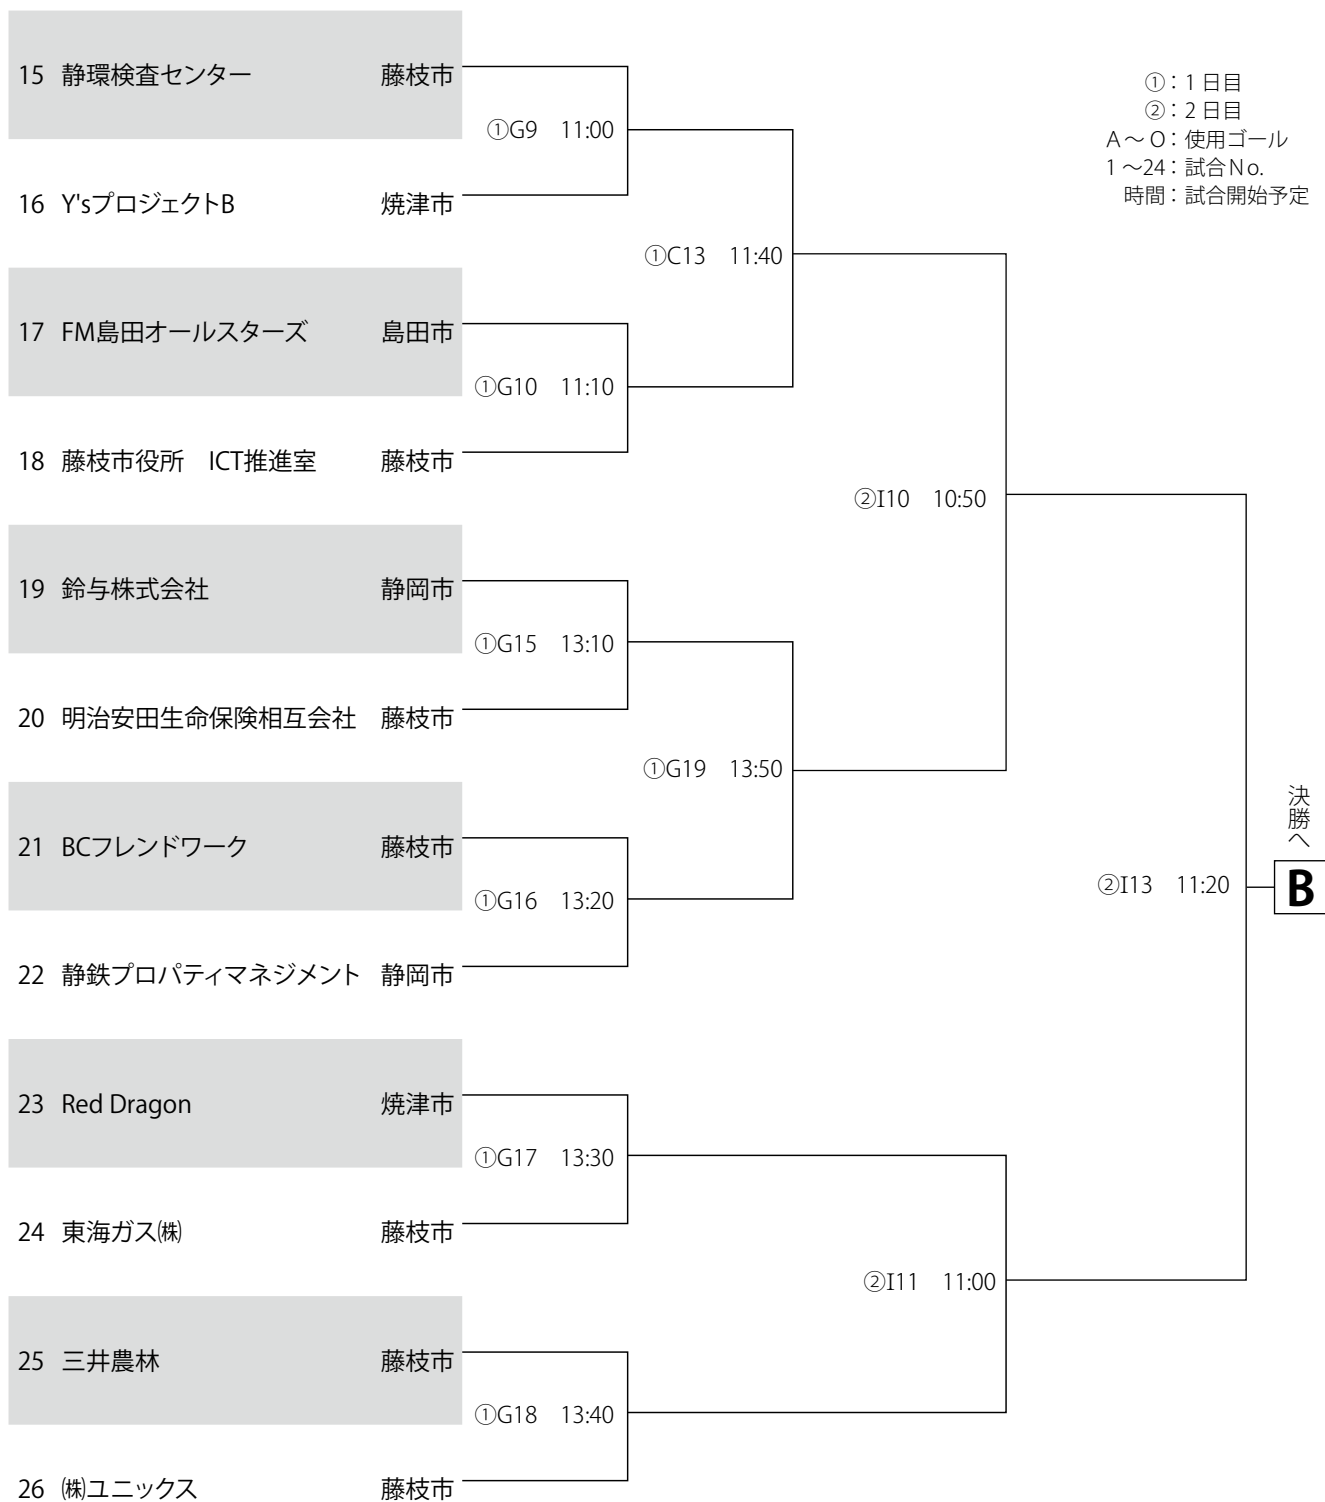 15 静環検査センター 藤枝市
①G9 11:00
16 Y'sプロジェクトB 焼津市
①C13 11:40
17 FM島田オールスターズ 島田市
①G10 11:10
18 藤枝市役所 ICT推進室 藤枝市
②I10 10:50
19 鈴与株式会社 静岡市
①G15 13:10
20 明治安田生命保険相互会社 藤枝市
①G19 13:50
21 BCフレンドワーク 藤枝市
①G16 13:20
22 静鉄プロパティマネジメント 静岡市
②I13 11:20
23 Red Dragon 焼津市
①G17 13:30
24 東海ガス㈱ 藤枝市
②I11 11:00
25 三井農林 藤枝市
①G18 13:40
26 ㈱ユニックス 藤枝市
①：1日目
②：2日目
A～O：使用ゴール
1～24：試合No.
時間：試合開始予定
決勝へ
B